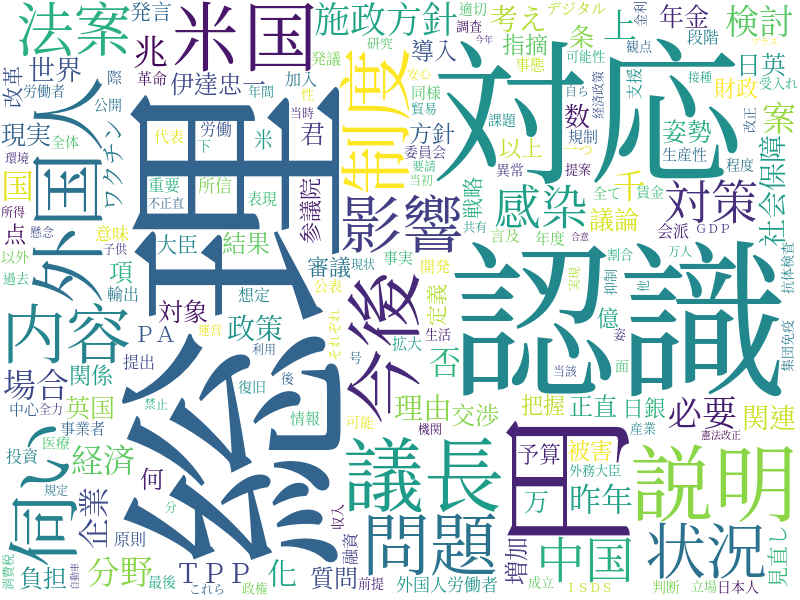 法案
発言
兆
米国
施政方針
考え
デジタル
適切
調査
今年
金利
プラス
上
年金
検討
世界
革命
伊達忠一
発議
研究
加入
導入
指摘
条
観点
段階
可能性
日英
改革
労働者
際
公開
年間
性
同様
貿易
事態
自ら
経済政策
接種
受入れ
現実
全体
代表
労働
下
米
当時
安心
君
制度
方針
委員会
課題
数
規制
一つ
支援
財政
案
外国人
ワクチン
総理
重要
不正直
所信
表現
参議院
対応
以上
要請
当初
異常
提案
姿勢
生産性
改正
程度
国
環境
所得
懸念
点
意味
子供
大臣
結果
影響
感染
戦略
千
全て
賃金
対策
社会保障
以外
過去
項
輸出
審議
現状
事実
共有
言及
年度
議論
会派
GDP
合意
伺い
内容
対象
想定
公表
政策
今後
開発
定義
割合
万人
抗体検査
認識
集団免疫
PA
運営
それぞれ
拡大
生活
億
実現
抑制
他
場合
関係
提出
利用
復旧
後
号
否
姿
当該
面
中心
全力
英国
禁止
情報
可能
理由
交渉
機関
把握
正直
日銀
必要
関連
産業
憲法改正
事業者
医療
投資
経済
何
議長
日
予算
被害
外務大臣
説明
規定
企業
原則
分
収入
問題
万
昨年
消費税
自動車
負担
分野
最後
TPP
これら
化
政権
融資
質問
前提
外国人労働者
増加
成立
中国
ISDS
状況
判断
立場
日本人
見直し